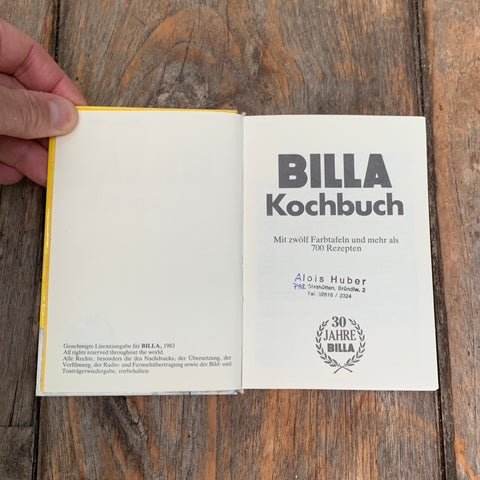 Genehmigte Lizenzausgabe für BILLA, 1983
All rights reserved throughout the world.
Alle Rechte, besonders die des Nachdrucks, der Übersetzung, der
Verfilmung, der Radio- und Fernsehübertragung sowie der Bild- und
Tonträgerwiedergabe, vorbehalten.
BILLA
Kochbuch
Mit zwölf Farbtafeln und mehr als
700 Rezepten
Alois Huber
Bründlw. 2
Tel. 02616 / 2324
30
JAHRE
BILLA